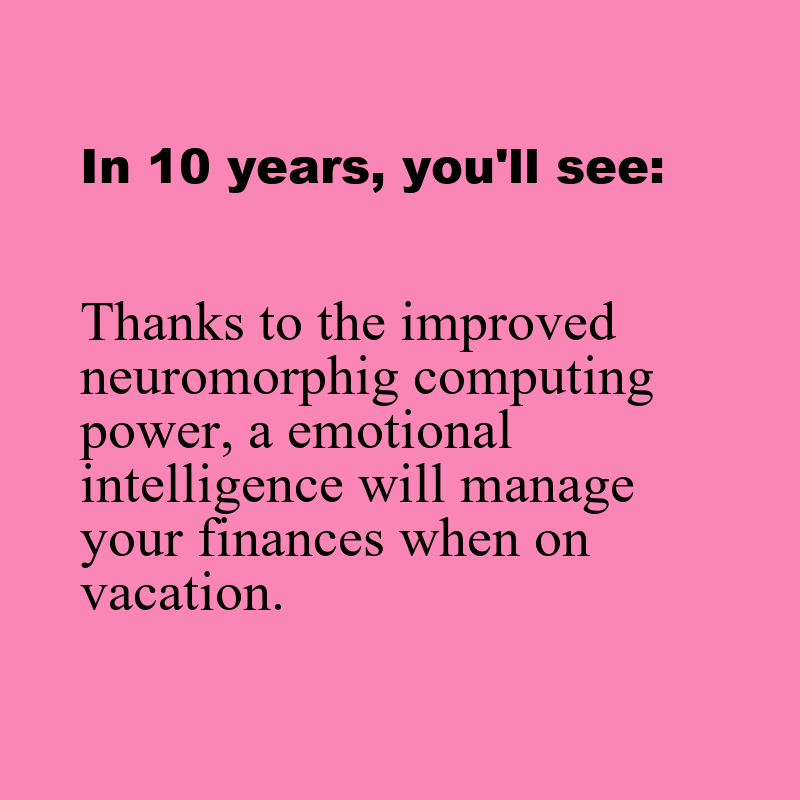 In 10 years, you'll see:
Thanks to the improved
neuromorphig computing
power, a emotional
intelligence will manage
your finances when on
vacation.